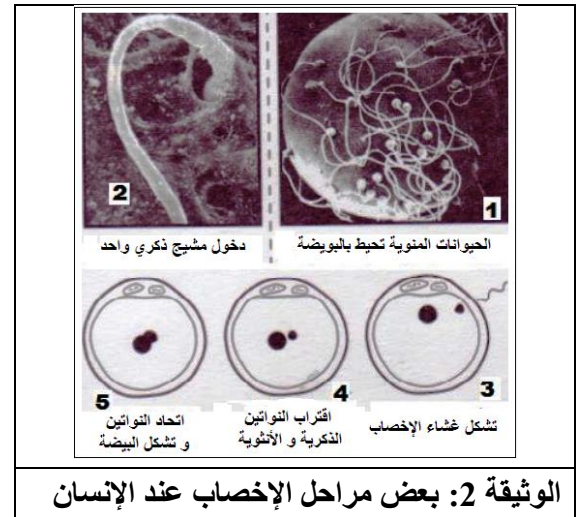 1
2
الحيوانات المنوية تحيط بالبويضة
دخول مشيج ذكري واحد
3
4
5
تشكل غشاء الإخصاب
اقتراب النواتين
الذكرية و الأنثوية
اتحاد النواتين
و تشكل البيضة
الوثيقة 2: بعض مراحل الإخصاب عند الإنسان